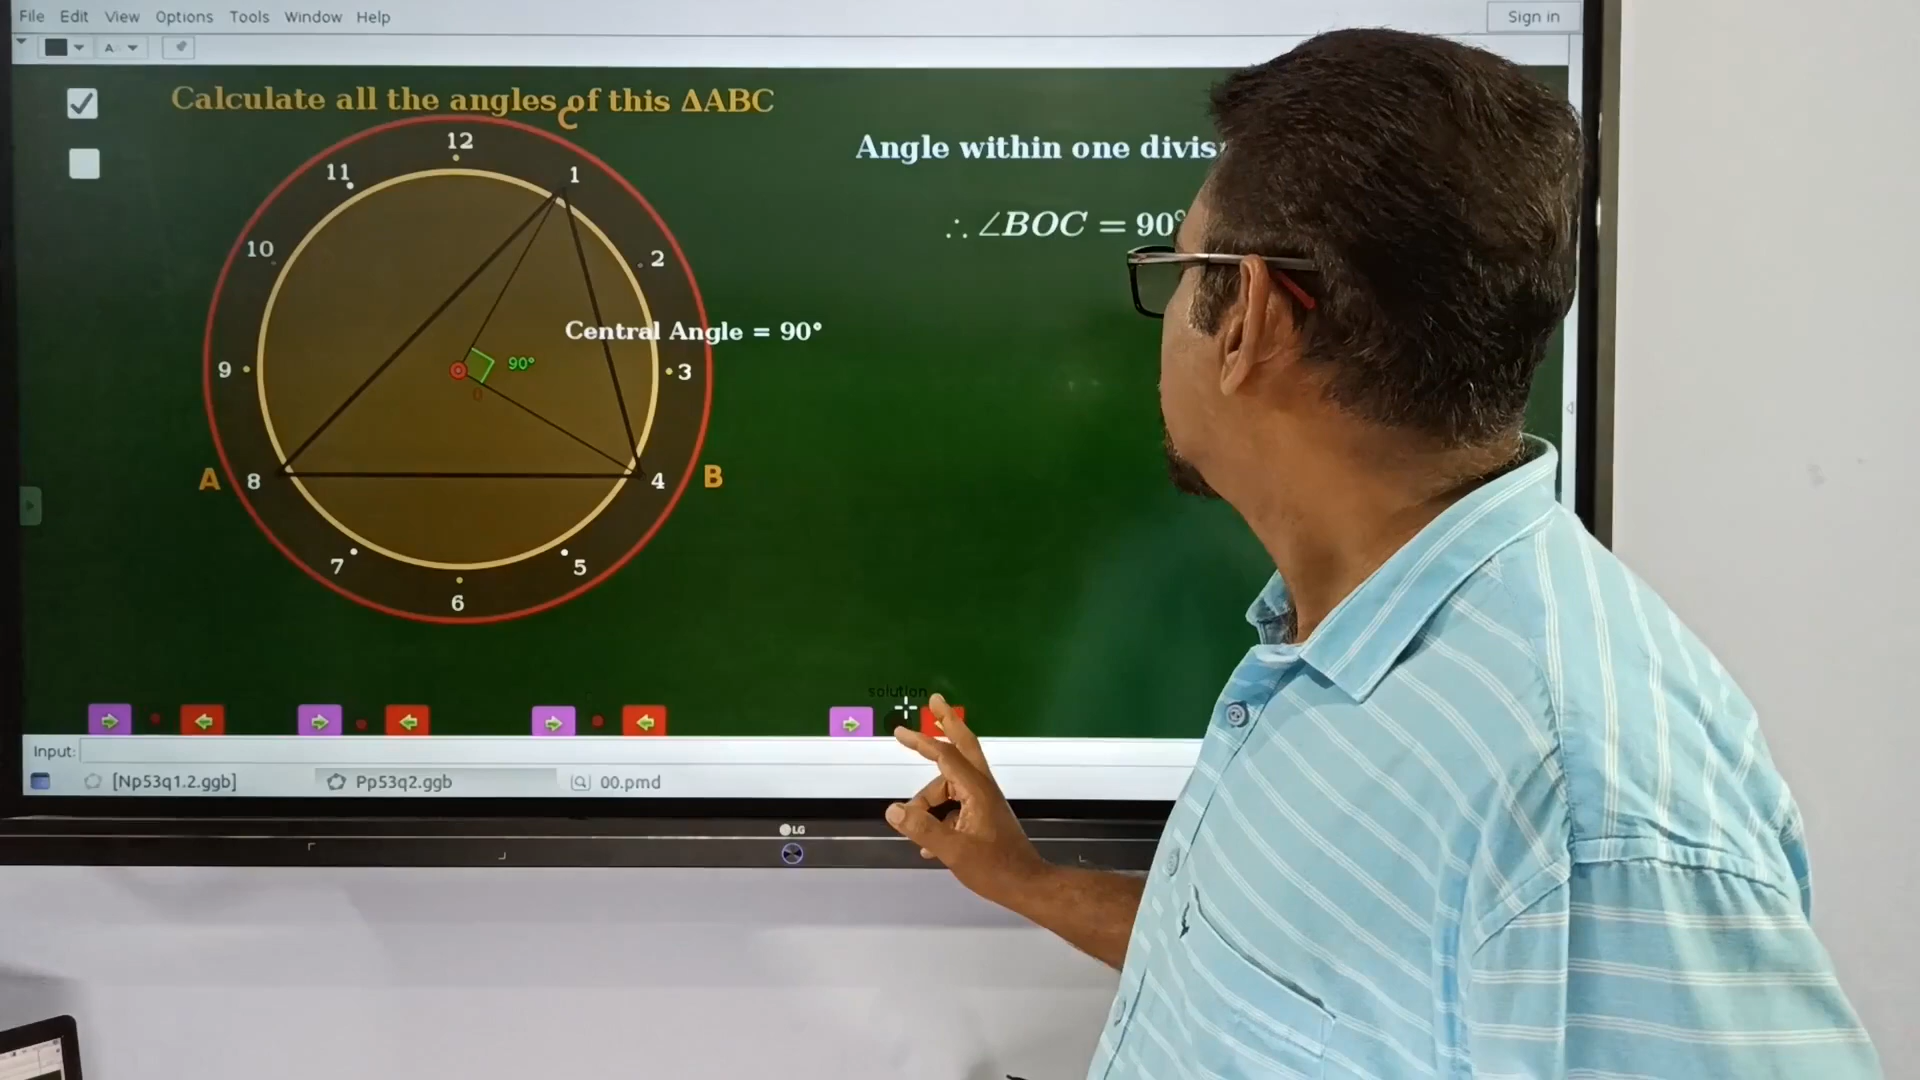 File Edit View Options Tools Window Help
Sign in
A
Calculate all the angles of this ΔABC
C
Angle within one
∴ ∠BOC = 90°
12
11
1
10
2
Central Angle = 90°
90°
9
3
O
A
8
4
B
7
5
6
solution
Input:
[Np53q1.2.ggb]
Pp53q2.ggb
00.pmd
LG